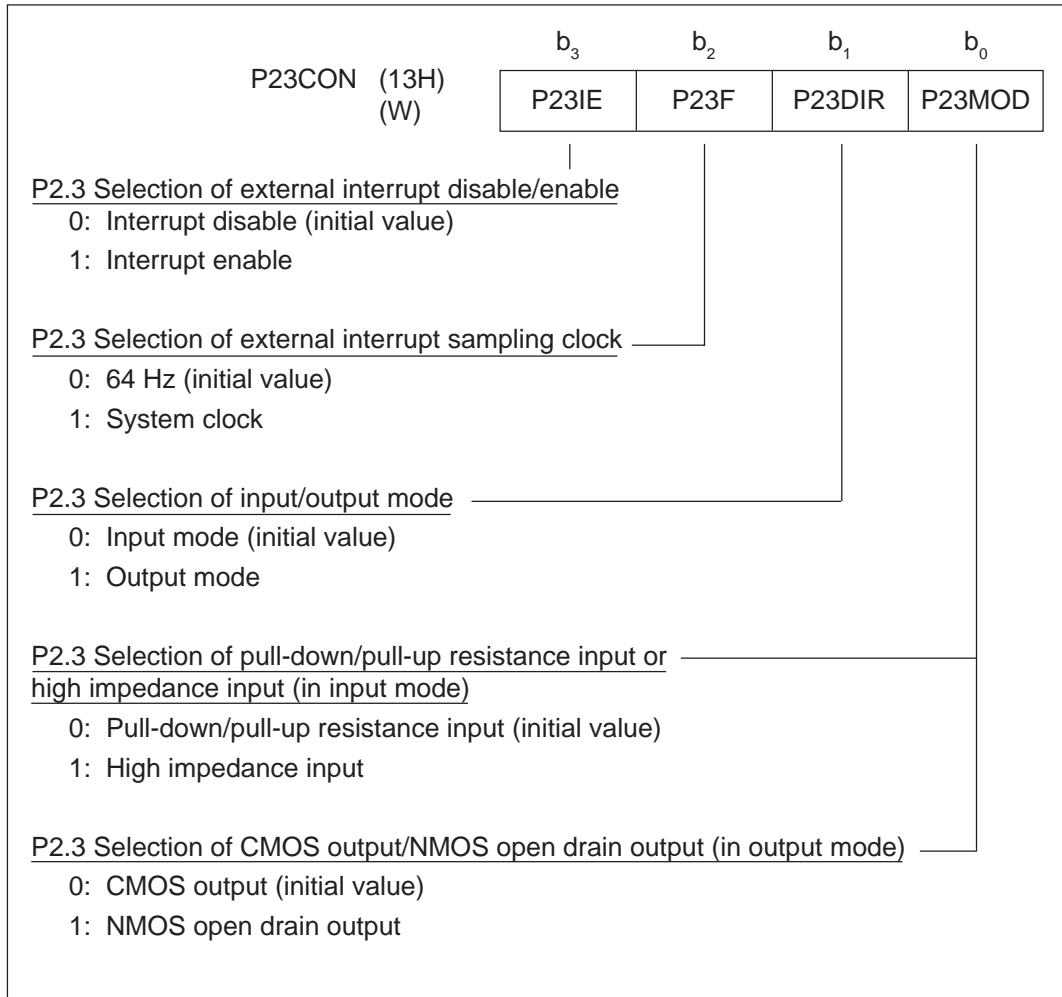 b3 b2 b1 b0
P23CON (13H)
(W)
P23IE P23F P23DIR P23MOD
P2.3 Selection of external interrupt disable/enable
0: Interrupt disable (initial value)
1: Interrupt enable
P2.3 Selection of external interrupt sampling clock
0: 64 Hz (initial value)
1: System clock
P2.3 Selection of input/output mode
0: Input mode (initial value)
1: Output mode
P2.3 Selection of pull-down/pull-up resistance input or
high impedance input (in input mode)
0: Pull-down/pull-up resistance input (initial value)
1: High impedance input
P2.3 Selection of CMOS output/NMOS open drain output (in output mode)
0: CMOS output (initial value)
1: NMOS open drain output